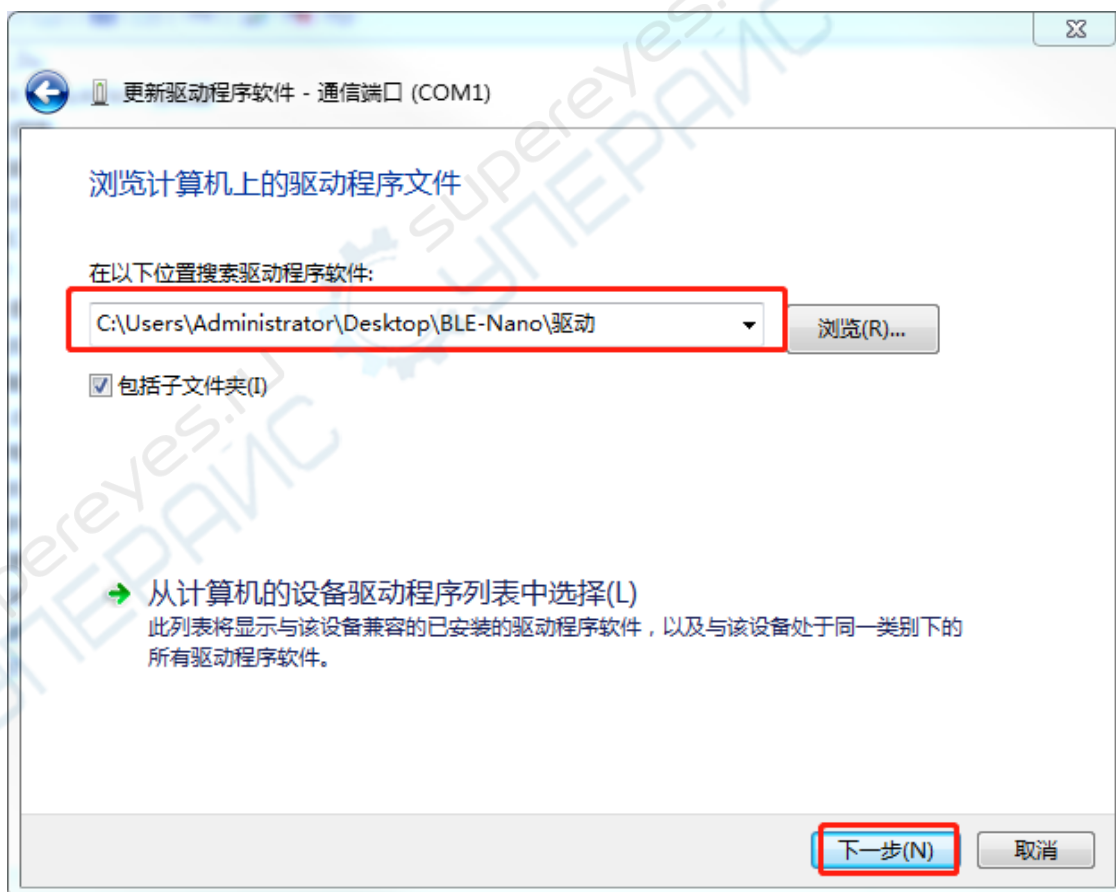 更新驱动程序软件 - 通信端口 (COM1)
浏览计算机上的驱动程序文件
在以下位置搜索驱动程序软件:
C:\Users\Administrator\Desktop\BLE-Nano\驱动
浏览(R)...
包括子文件夹(I)
从计算机的设备驱动程序列表中选择(L)
此列表将显示与该设备兼容的已安装的驱动程序软件，以及与该设备处于同一类别下的
所有驱动程序软件。
下一步(N)
取消
supereyes.ru
СУПЕРАЙС